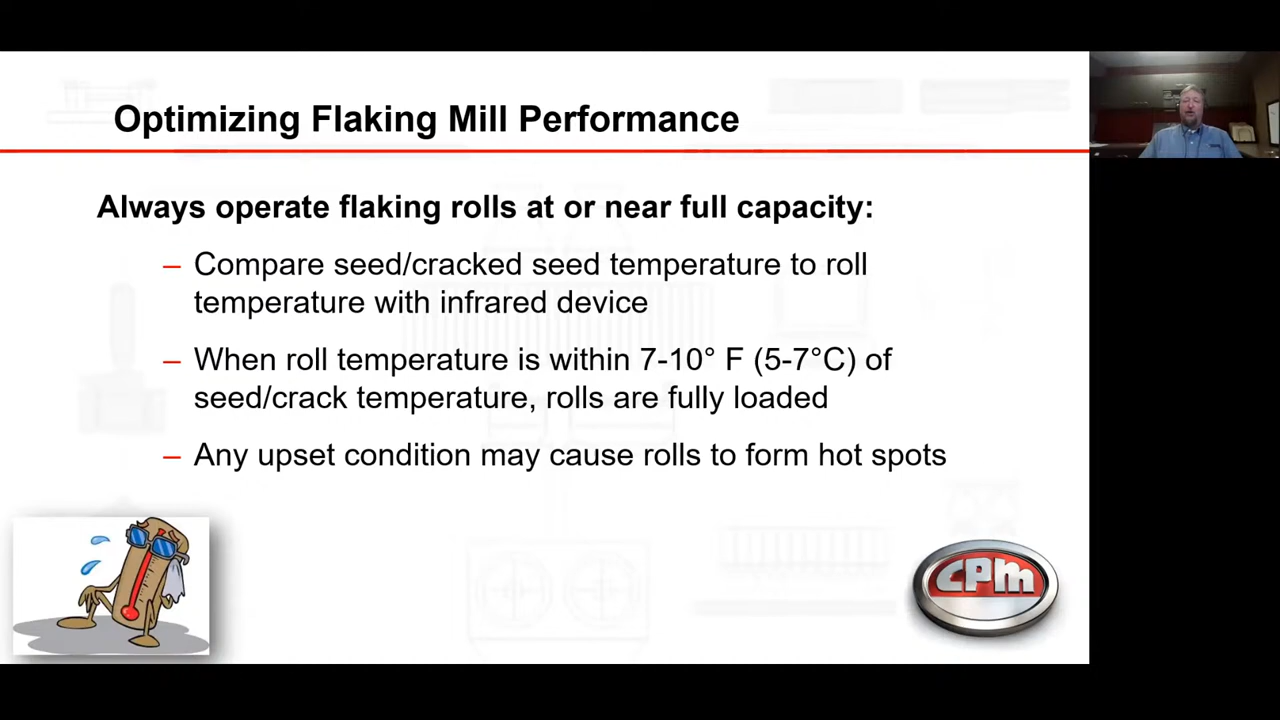 Optimizing Flaking Mill Performance
Always operate flaking rolls at or near full capacity:
– Compare seed/cracked seed temperature to roll
temperature with infrared device
– When roll temperature is within 7-10° F (5-7°C) of
seed/crack temperature, rolls are fully loaded
– Any upset condition may cause rolls to form hot spots
CPM